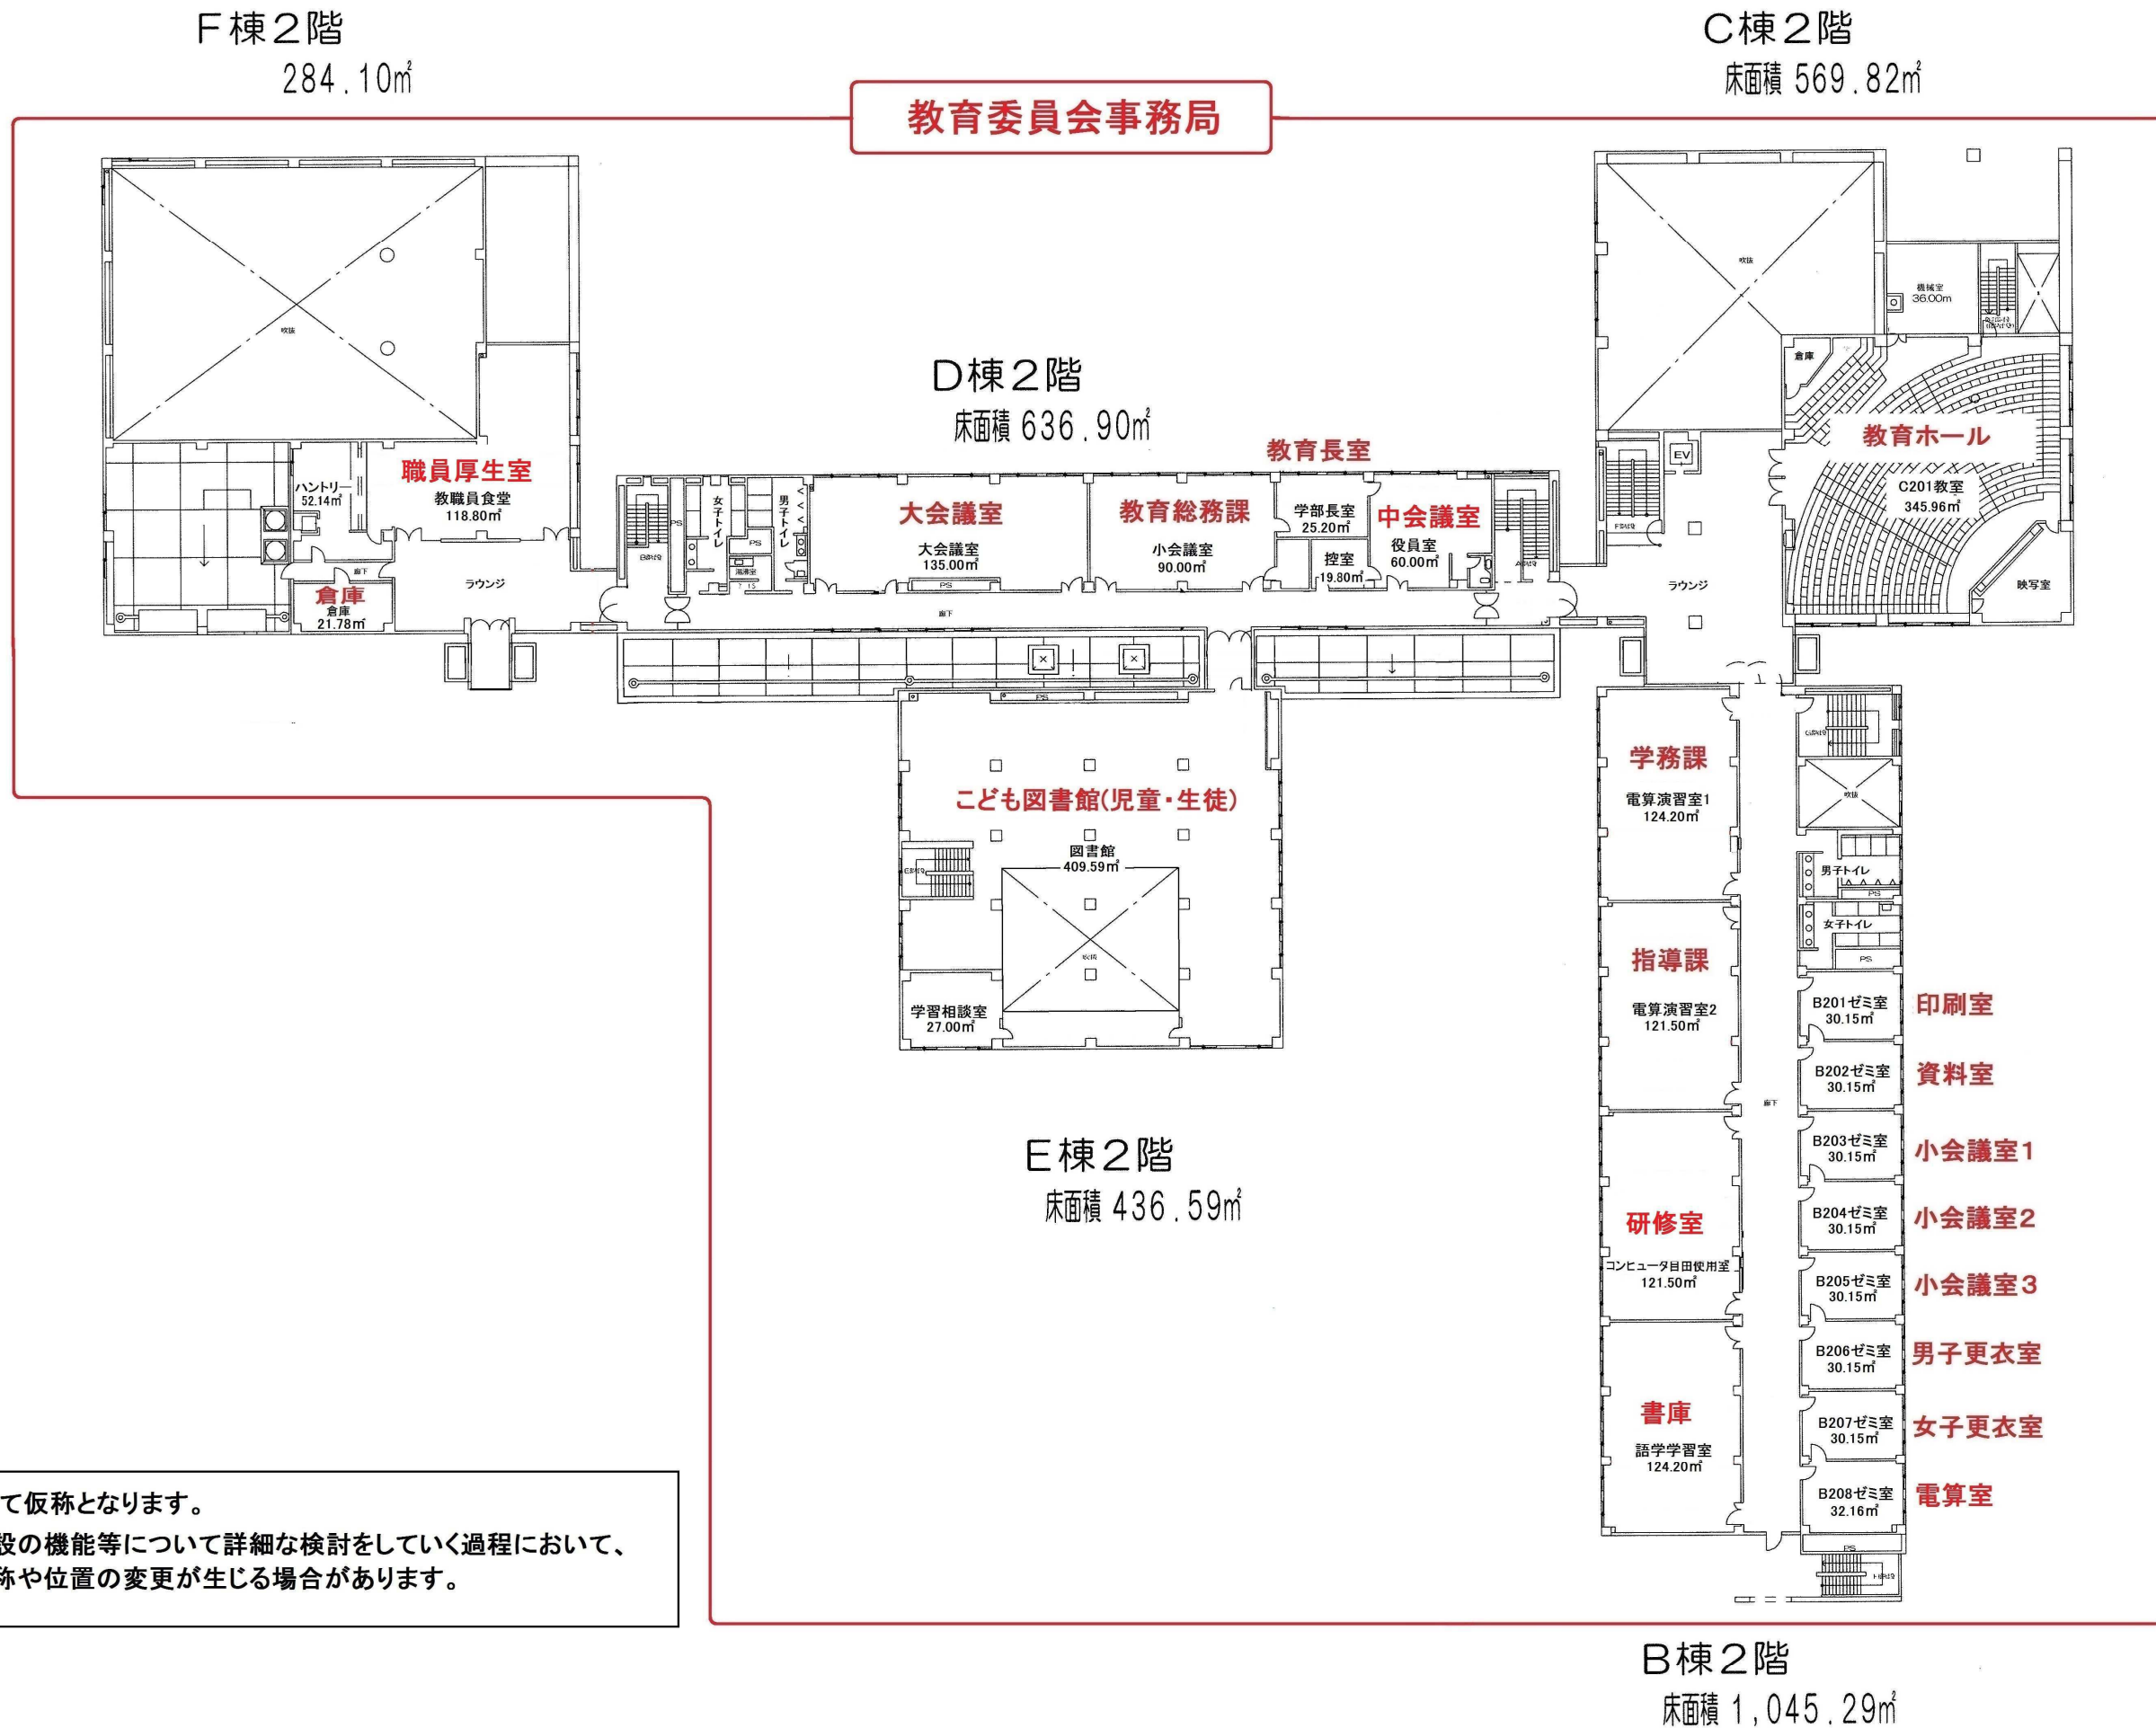 F棟2階
284.10㎡
C棟2階
床面積 569.82㎡
教育委員会事務局
吹抜
吹抜
機械室
36.00m
倉庫
D棟2階
床面積 636.90㎡
教育長室
教育ホール
C201教室
345.96㎡
映写室
EV
ラウンジ
職員厚生室
教職員食堂
118.80㎡
ハントリー
52.14㎡
廊下
倉庫
倉庫
21.78㎡
ラウンジ
PS
女子トイレ
男子トイレ
PS
湯沸室
大会議室
大会議室
135.00㎡
PS
教育総務課
小会議室
90.00㎡
学部長室
25.20㎡
控室
19.80㎡
中会議室
役員室
60.00㎡
廊下
PS
こども図書館(児童・生徒)
図書館
409.59㎡
吹抜
学習相談室
27.00㎡
E棟2階
床面積 436.59㎡
学務課
電算演習室1
124.20㎡
指導課
電算演習室2
121.50㎡
研修室
コンピュータ自由使用室
121.50㎡
書庫
語学学習室
124.20㎡
廊下
吹抜
男子トイレ
PS
女子トイレ
PS
B201ゼミ室
30.15㎡
印刷室
B202ゼミ室
30.15㎡
資料室
B203ゼミ室
30.15㎡
小会議室1
B204ゼミ室
30.15㎡
小会議室2
B205ゼミ室
30.15㎡
小会議室3
B206ゼミ室
30.15㎡
男子更衣室
B207ゼミ室
30.15㎡
女子更衣室
B208ゼミ室
32.16㎡
電算室
PS
て仮称となります。
設の機能等について詳細な検討をしていく過程において、
称や位置の変更が生じる場合があります。
B棟2階
床面積 1,045.29㎡